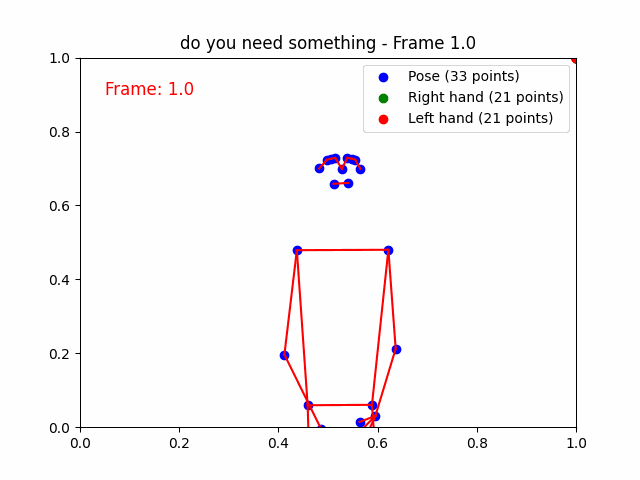 do you need something - Frame 1.0
Frame: 1.0
Pose (33 points)
Right hand (21 points)
Left hand (21 points)
1.0
0.8
0.6
0.4
0.2
0.0
0.0 0.2 0.4 0.6 0.8 1.0